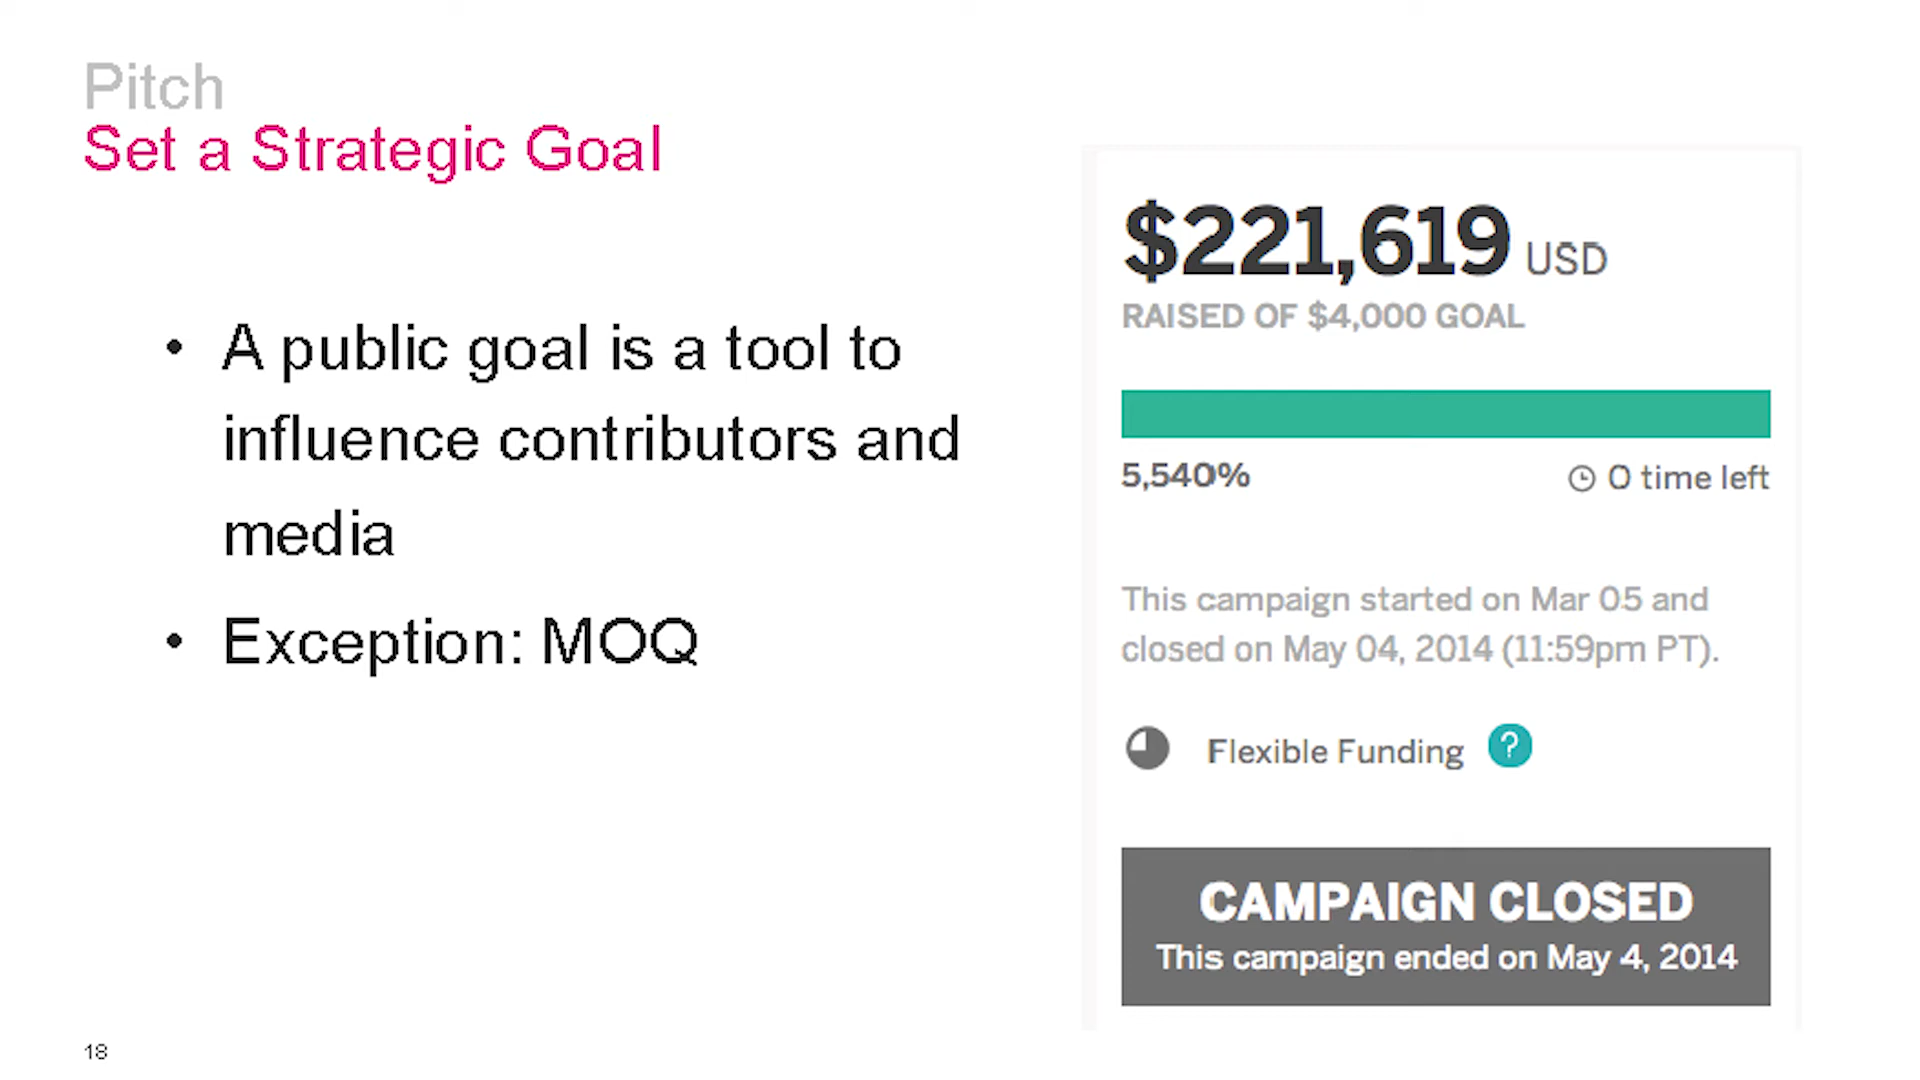 Pitch
Set a Strategic Goal
• A public goal is a tool to
influence contributors and
media
• Exception: MOQ
$221,619 USD
RAISED OF $4,000 GOAL
5,540%
0 time left
This campaign started on Mar 05 and
closed on May 04, 2014 (11:59pm PT).
Flexible Funding ?
CAMPAIGN CLOSED
This campaign ended on May 4, 2014
18